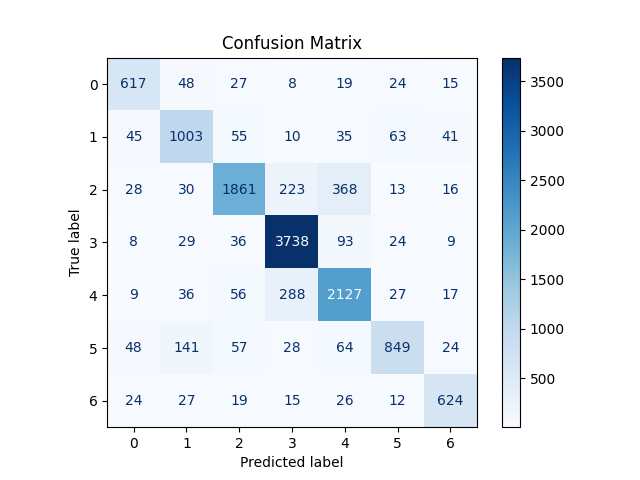 Confusion Matrix
0 617 48 27 8 19 24 15
1 45 1003 55 10 35 63 41
2 28 30 1861 223 368 13 16
3 8 29 36 3738 93 24 9
4 9 36 56 288 2127 27 17
5 48 141 57 28 64 849 24
6 24 27 19 15 26 12 624
0 1 2 3 4 5 6
Predicted label
True label
3500
3000
2500
2000
1500
1000
500